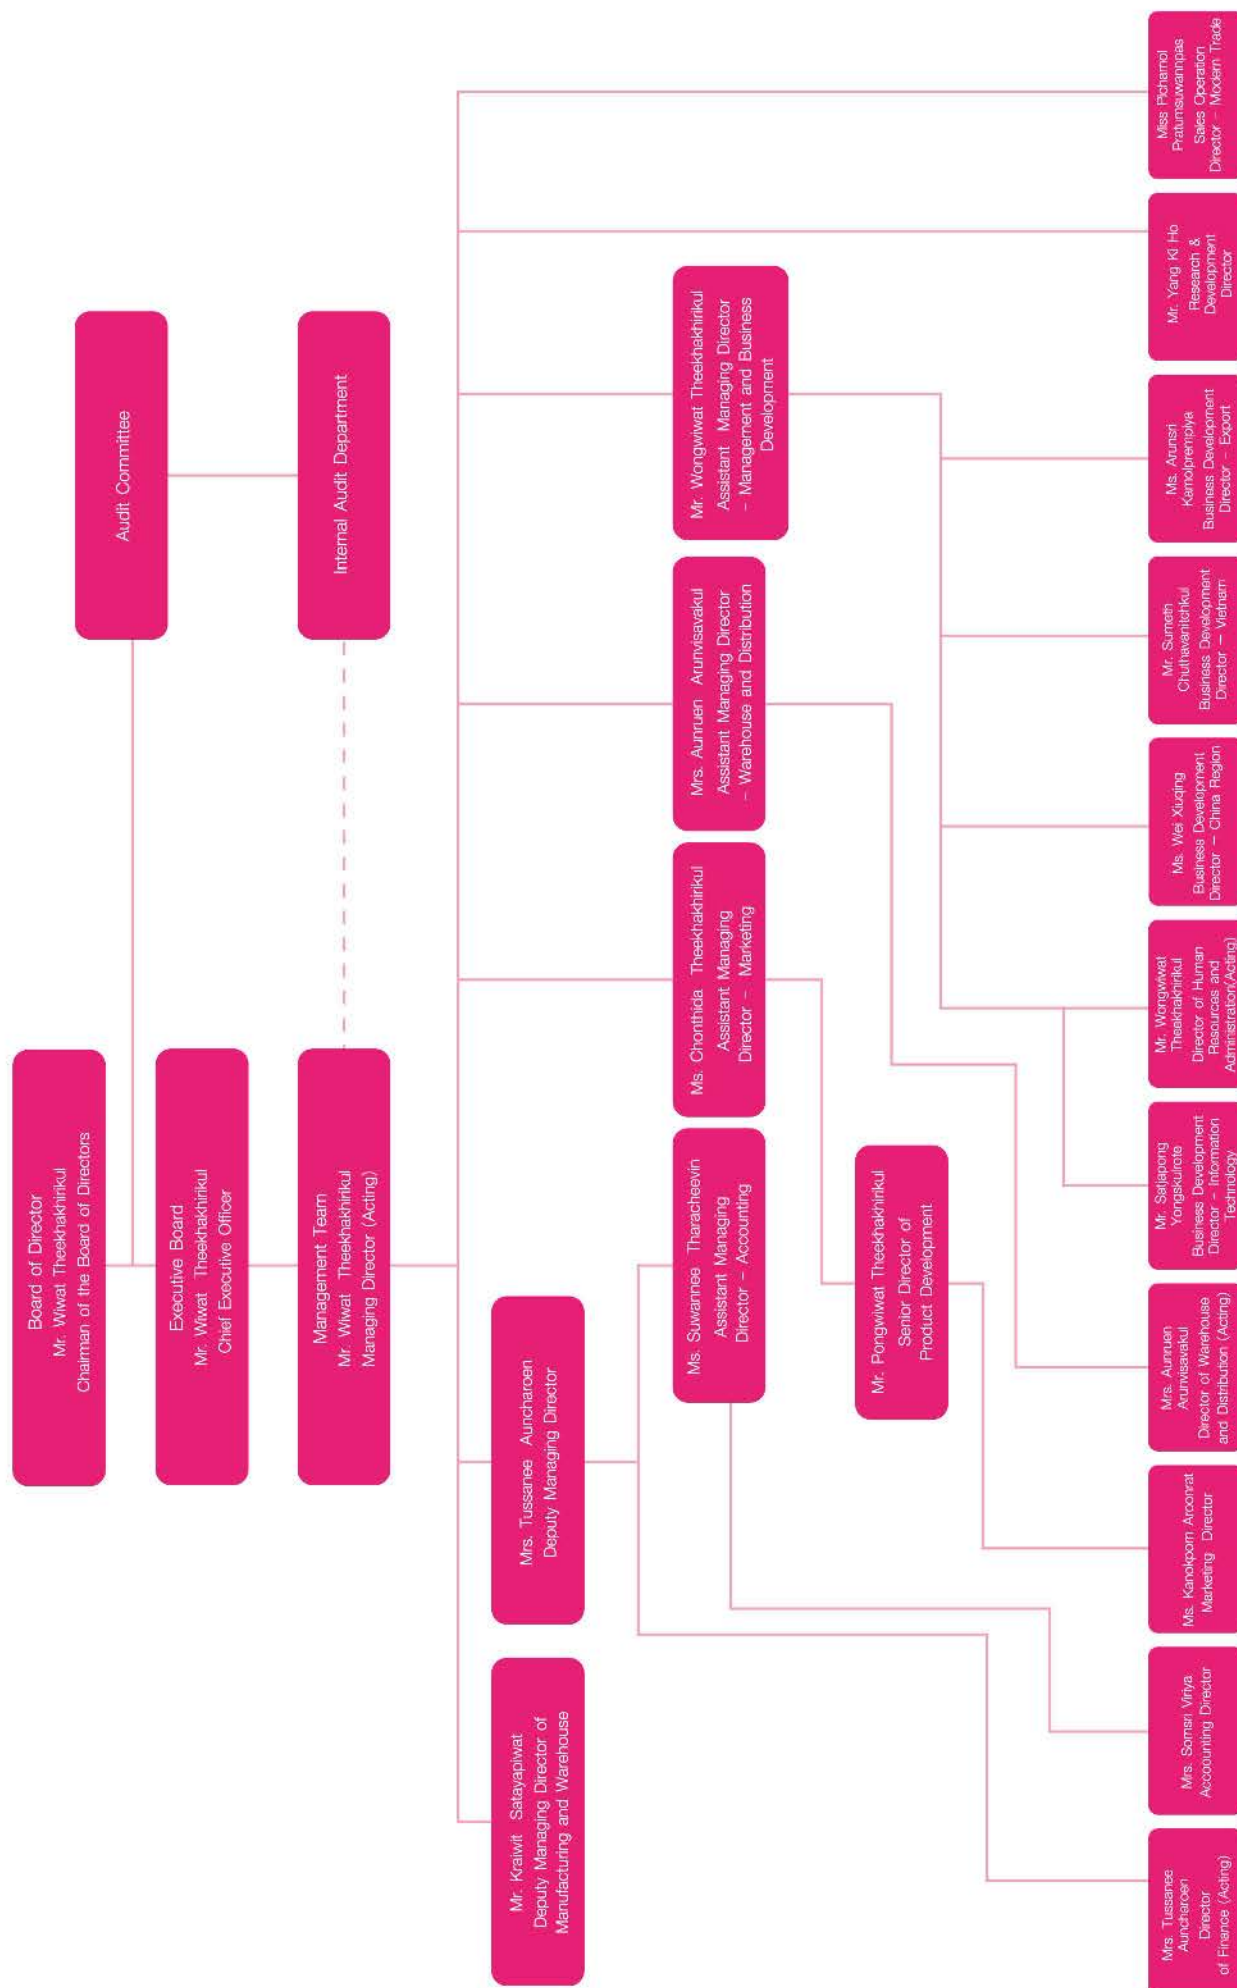 Board of Director
Mr. Wiwat Theekhakhirikul
Chairman of the Board of Directors
Audit Committee
Executive Board
Mr. Wiwat Theekhakhirikul
Chief Executive Officer
Management Team
Mr. Wiwat Theekhakhirikul
Managing Director (Acting)
Internal Audit Department
Mr. Kraiwit Satayapiwat
Deputy Managing Director of
Manufacturing and Warehouse
Mrs. Tussanee Auncharoen
Deputy Managing Director
Ms. Suwannee Tharacheevin
Assistant Managing
Director – Accounting
Ms. Chonthida Theekhakhirikul
Assistant Managing
Director – Marketing
Mrs. Aunruen Arunvisavakul
Assistant Managing Director
– Warehouse and Distribution
Mr. Wongwiwat Theekhakhirikul
Assistant Managing Director
– Management and Business
Development
Mr. Pongwiwat Theekhakhirikul
Senior Director of
Product Development
Mrs. Tussanee
Auncharoen
Director
of Finance (Acting)
Mrs. Somsri Viriya
Accoounting Director
Ms. Kanokporn Aroonrat
Marketing Director
Mrs. Aunruen
Arunvisavakul
Director of Warehouse
and Distribution (Acting)
Mr. Satjapong
Yongskulrote
Business Development
Director – Information
Technology
Mr. Wongwiwat
Theekhakhirikul
Director of Human
Resources and
Administration(Acting)
Ms. Wei Xiuqing
Business Development
Director – China Region
Mr. Sumeth
Chuthavanitchkul
Business Development
Director – Vietnam
Ms. Arunsri
Kamolprempiya
Business Development
Director – Export
Mr. Yang Ki Ho
Research &
Development
Director
Miss Pichamol
Pratumsuwannpas
Sales Operation
Director – Modern Trade